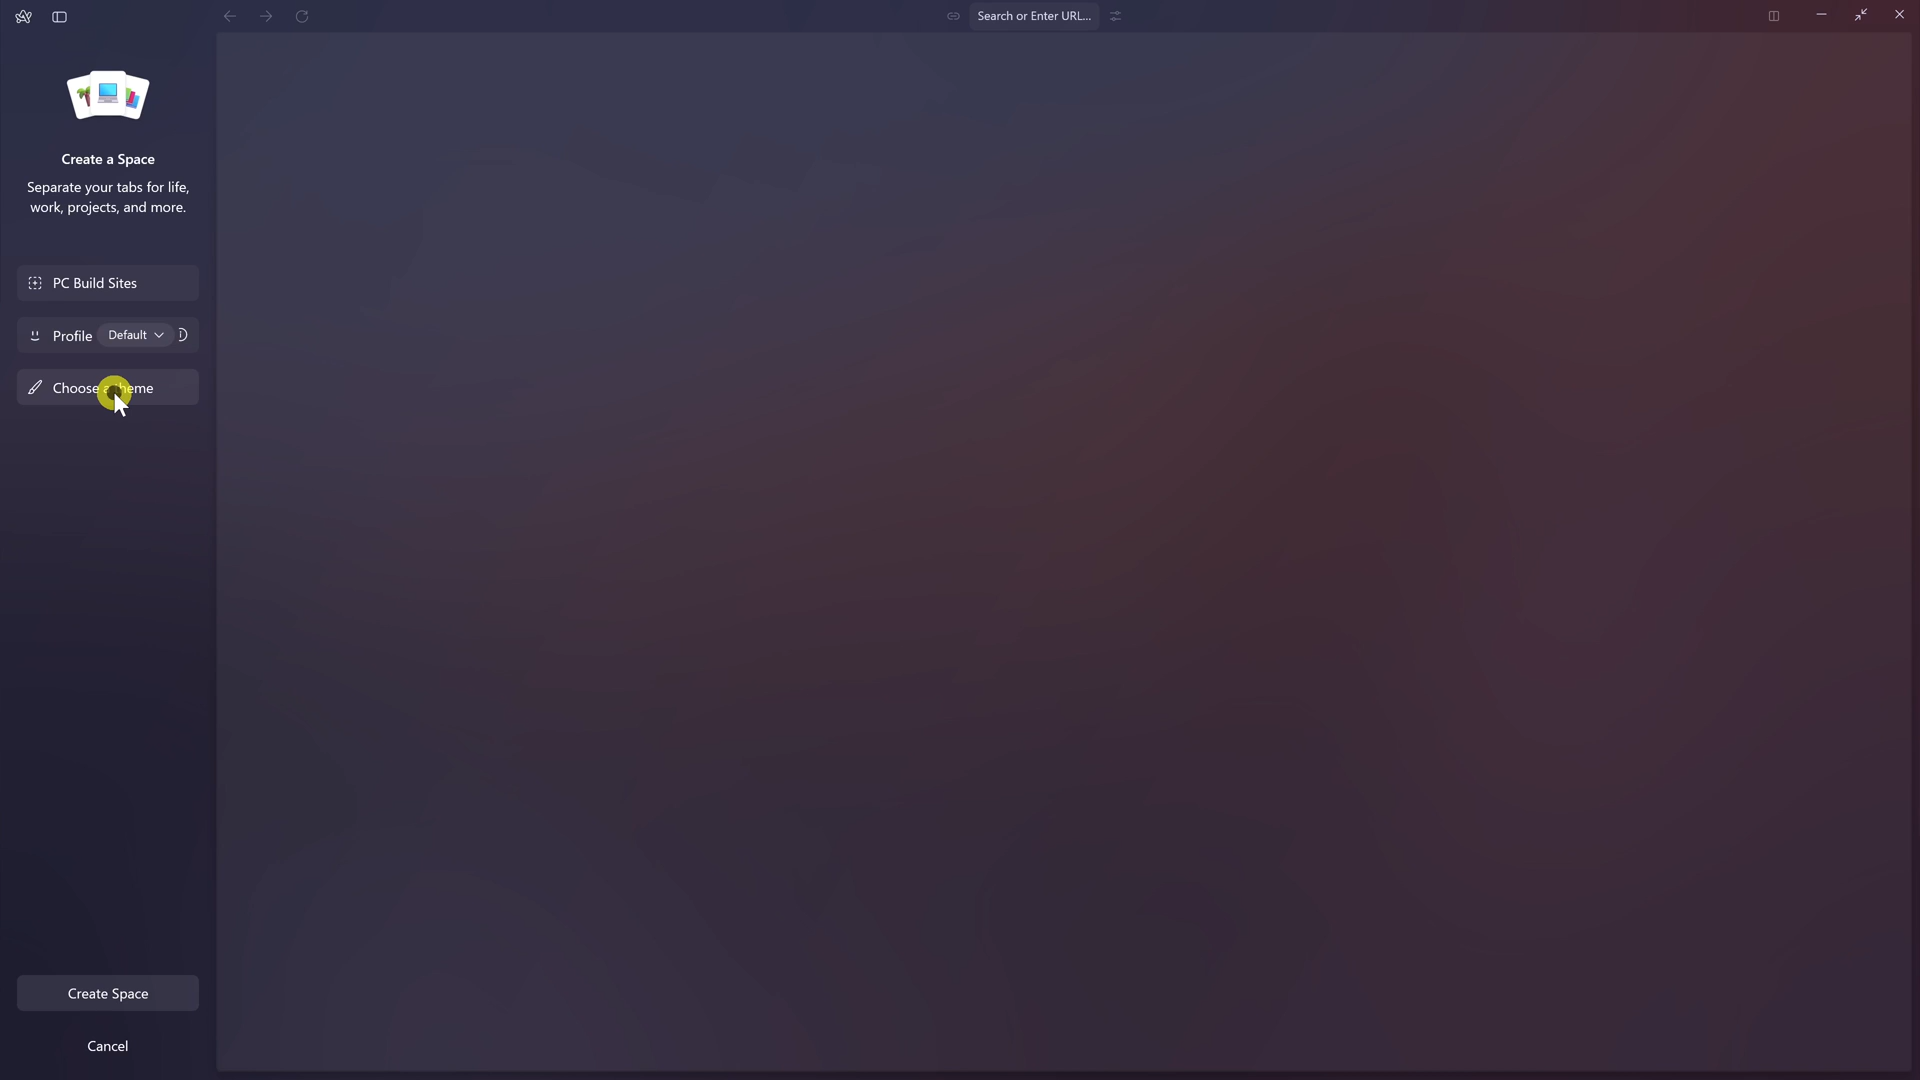 Search or Enter URL...
Create a Space
Separate your tabs for life,
work, projects, and more.
PC Build Sites
Profile Default
Choose a theme
Create Space
Cancel